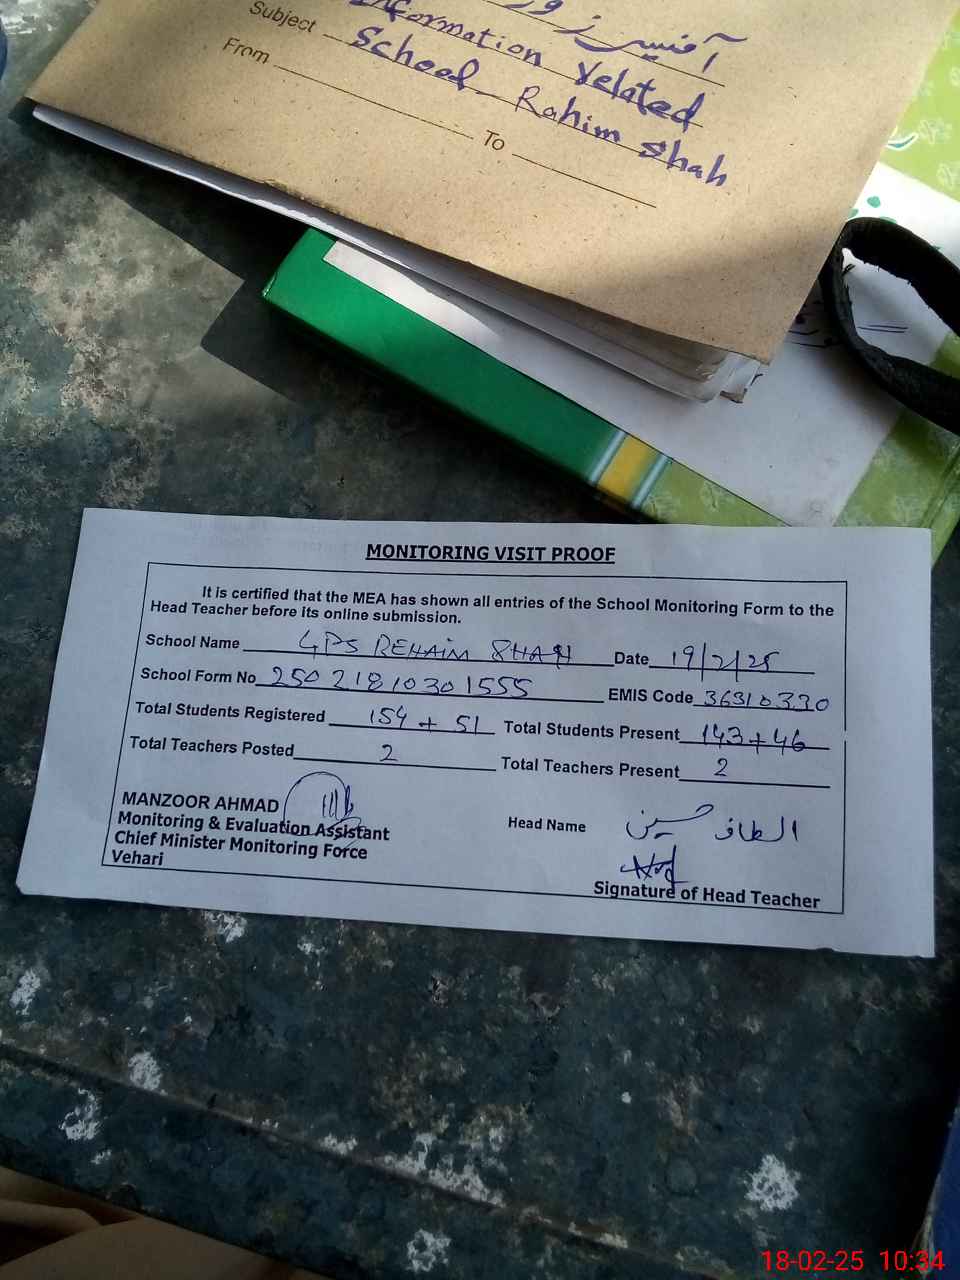 آفیسر زور
Subject Information related
School - Rahim Shah
From To
MONITORING VISIT PROOF
It is certified that the MEA has shown all entries of the School Monitoring Form to the
Head Teacher before its online submission.
School Name GPS REHAIM SHAH Date 19/2/25
School Form No 25021810301555 EMIS Code 36310330
Total Students Registered 154 + 51 Total Students Present 143 + 46
Total Teachers Posted 2 Total Teachers Present 2
MANZOOR AHMAD
Monitoring & Evaluation Assistant
Chief Minister Monitoring Force
Vehari
Head Name الطاف حسین
Signature of Head Teacher
18-02-25 10:34